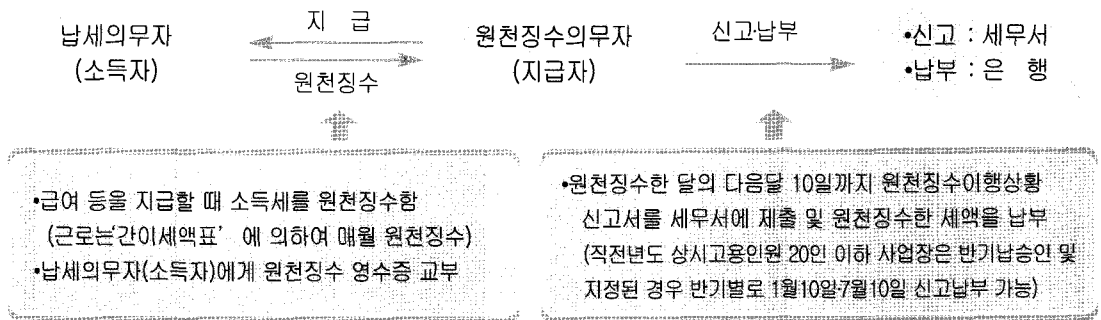 납세의무자
(소득자)
지 급
원천징수
원천징수의무자
(지급자)
신고·납부
•신고 : 세무서
•납부 : 은 행
•급여 등을 지급할 때 소득세를 원천징수함
(근로는'간이세액표' 에 의하여 매월 원천징수)
•납세의무자(소득자)에게 원천징수 영수증 교부
•원천징수한 달의 다음달 10일까지 원천징수이행상황
신고서를 세무서에 제출 및 원천징수한 세액을 납부
(직전년도 상시고용인원 20인 이하 사업장은 반기납승인 및
지정된 경우 반기별로 1월10일·7월10일 신고납부 가능)